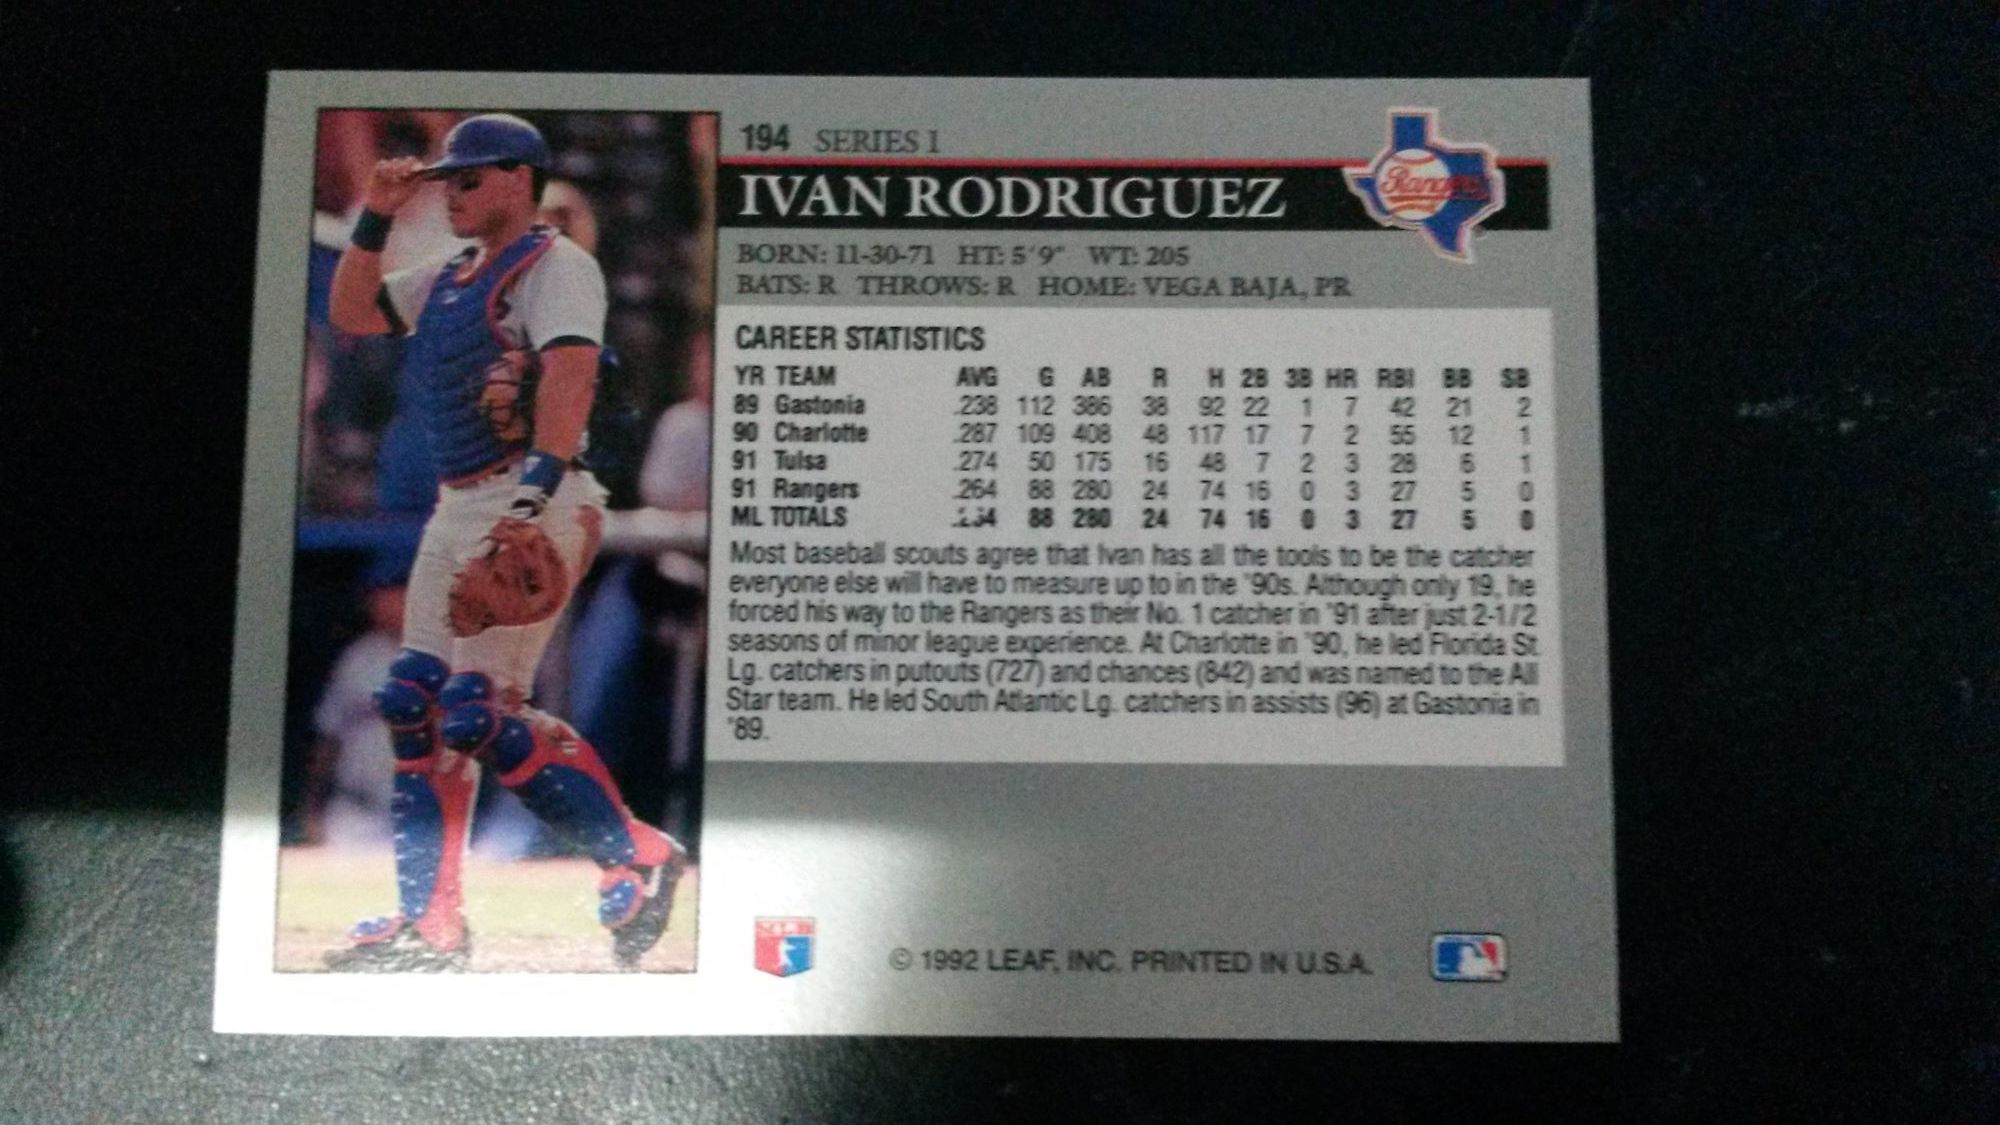 194 SERIES 1
IVAN RODRIGUEZ
Rangers
BORN: 11-30-71 HT: 5'9" WT: 205
BATS: R THROWS: R HOME: VEGA BAJA, PR
CAREER STATISTICS
YR TEAM AVG G AB R H 2B 3B HR RBI BB SB
89 Gastonia .238 112 386 38 92 22 1 7 42 21 2
90 Charlotte .287 109 408 48 117 17 7 2 55 12 1
91 Tulsa .274 50 175 16 48 7 2 3 28 6 1
91 Rangers .264 88 280 24 74 16 0 3 27 5 0
ML TOTALS 88 280 24 74 16 0 3 27 5 0
Most baseball scouts agree that Ivan has all the tools to be the catcher
everyone else will have to measure up to in the '90s. Although only 19, he
forced his way to the Rangers as their No. 1 catcher in '91 after just 2-1/2
seasons of minor league experience. At Charlotte in '90, he led Florida St.
Lg. catchers in putouts (727) and chances (842) and was named to the All
Star team. He led South Atlantic Lg. catchers in assists (96) at Gastonia in
'89.
© 1992 LEAF, INC. PRINTED IN U.S.A.